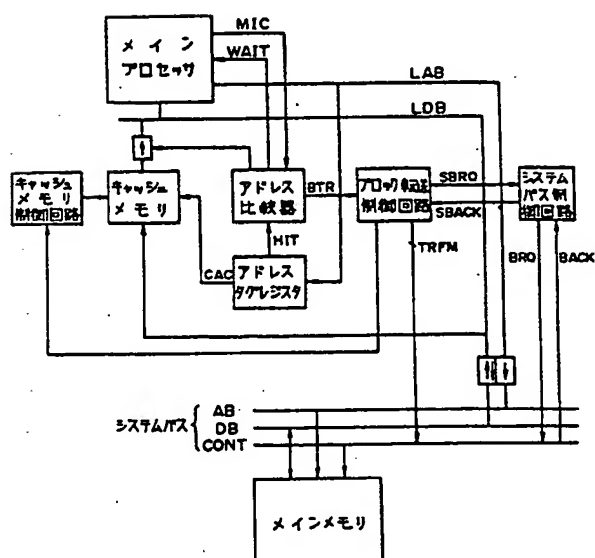 メイン
プロセッサ
MIC
WAIT
LAB
LDB
キャッシュ
メモリ
制御回路
キャッシュ
メモリ
アドレス
比較器
BTR
ブロック転送
制御回路
SBRQ
SBACK
システム
バス制
御回路
HIT
CAC
アドレス
タグレジスタ
TRFM
BRQ
BACK
システムバス
AB
DB
CONT
メインメモリ